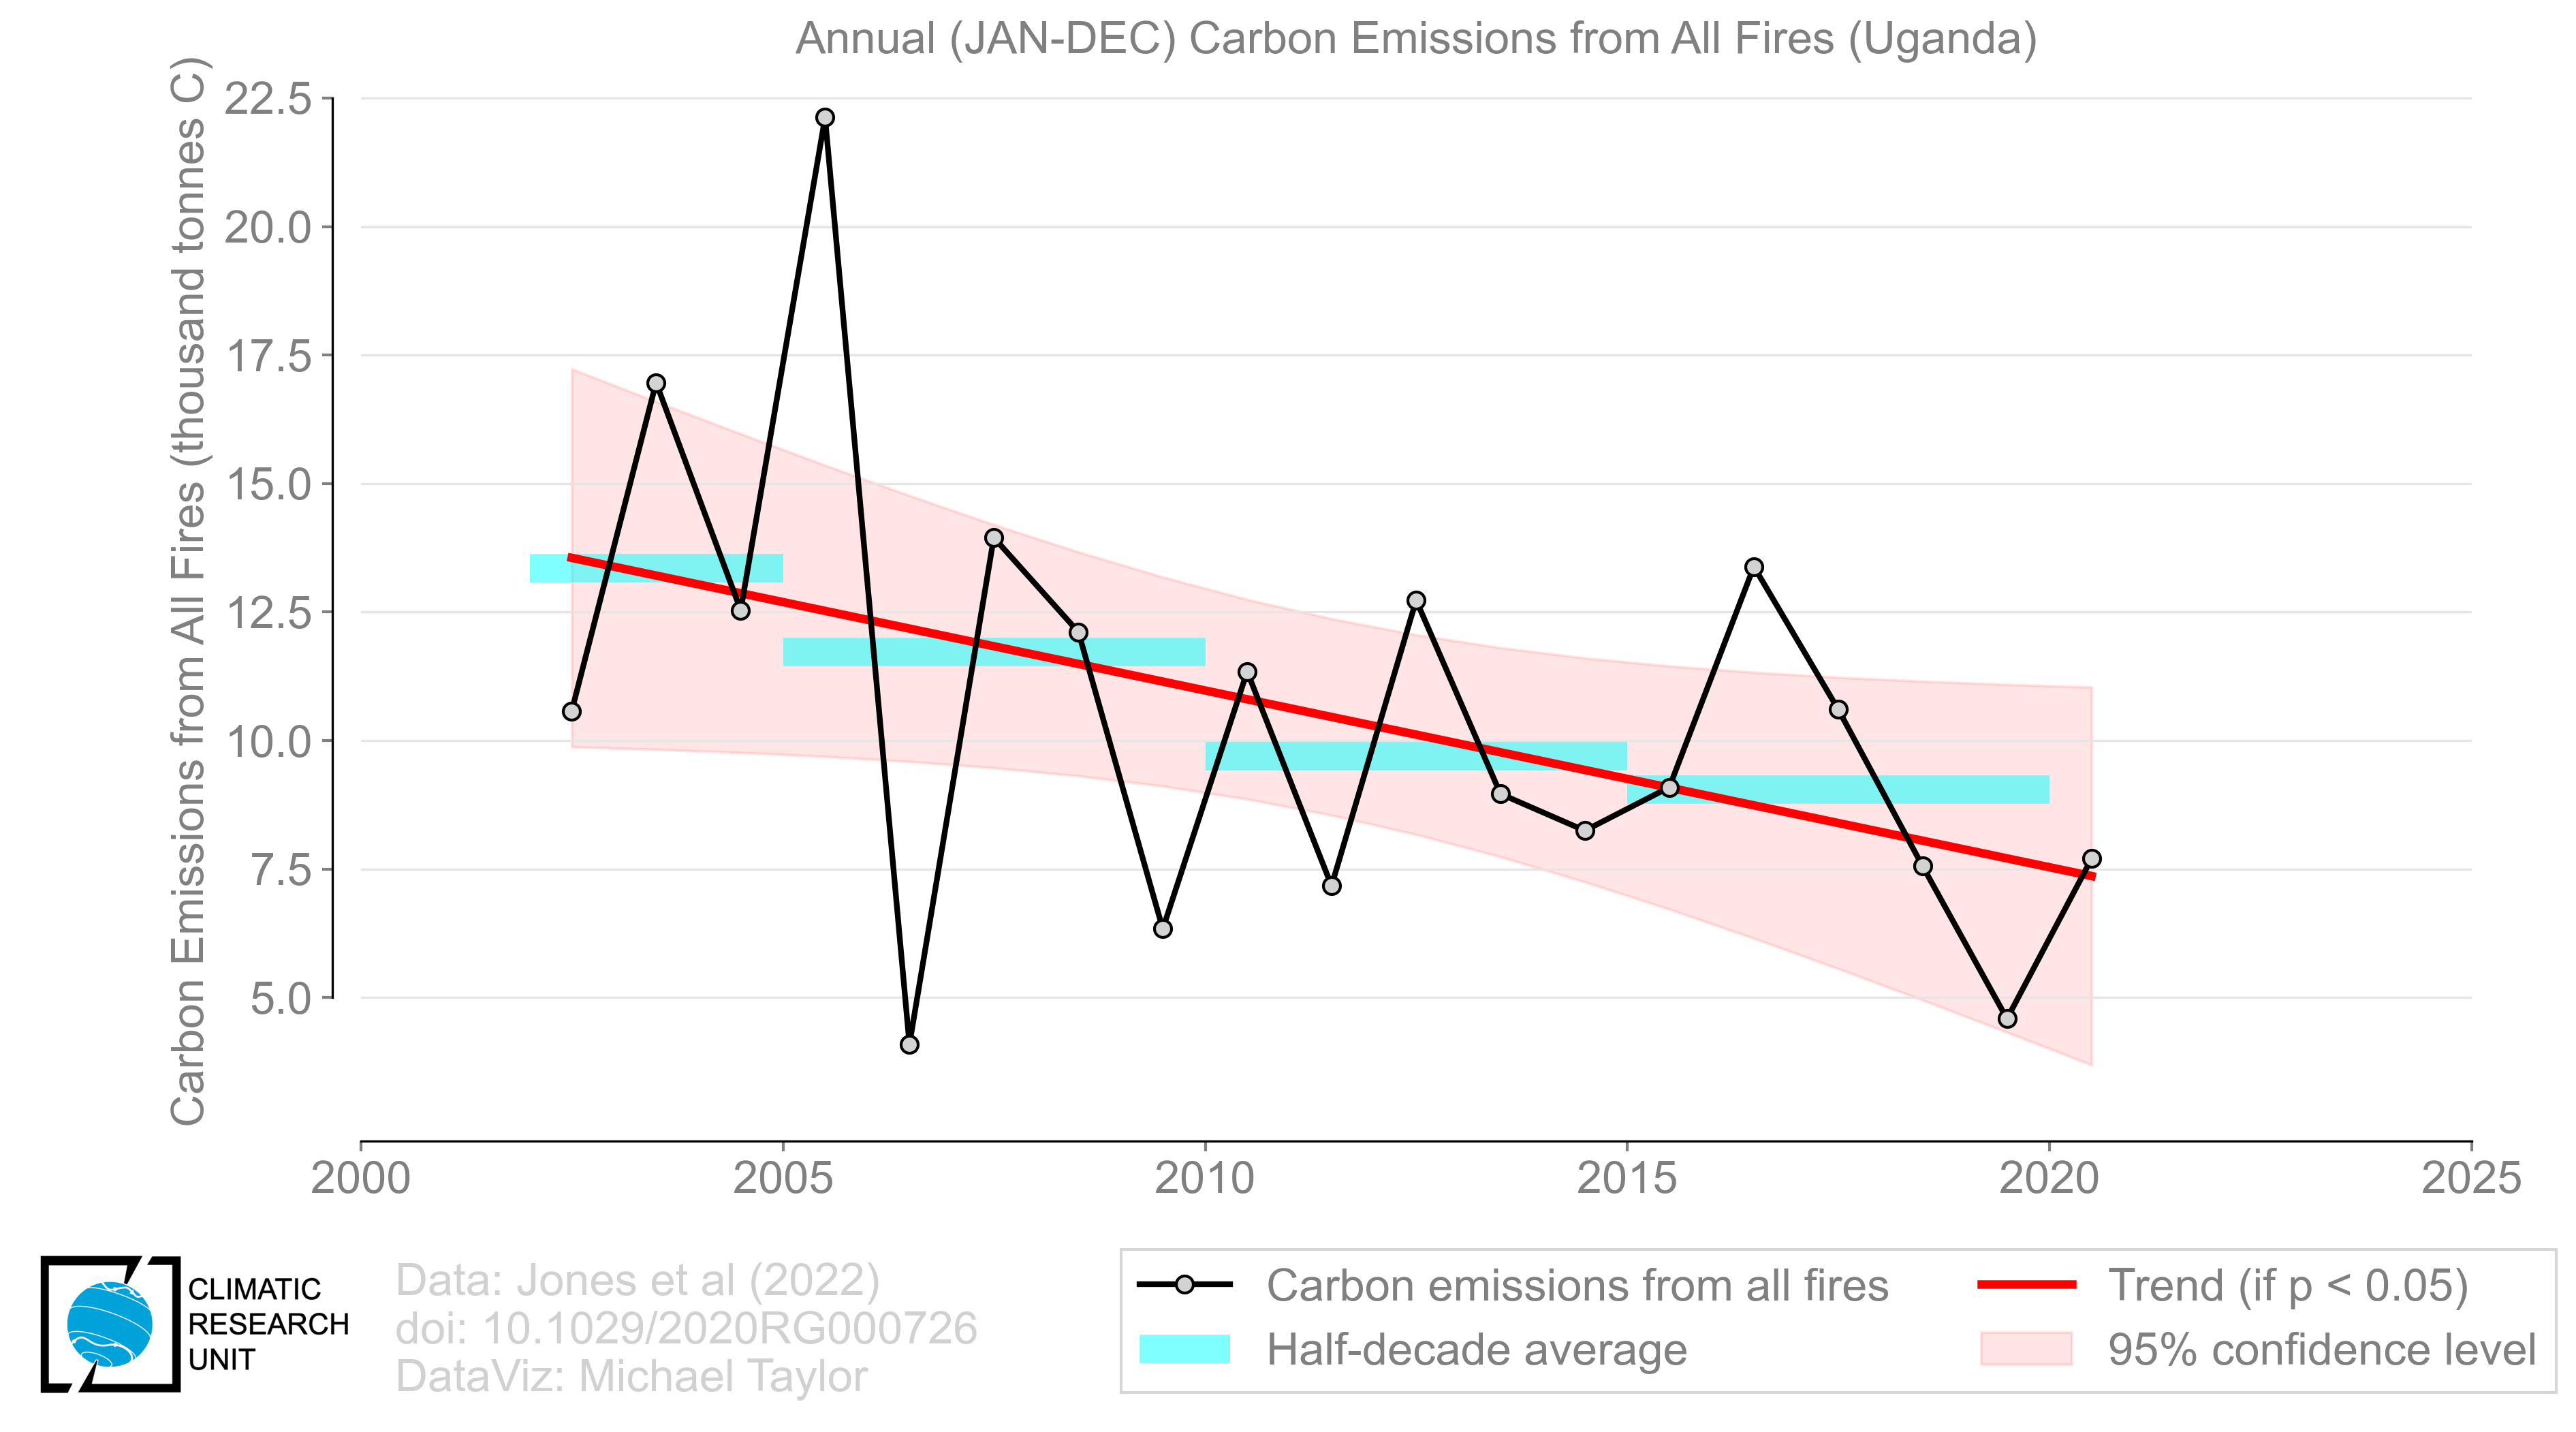 Annual (JAN-DEC) Carbon Emissions from All Fires (Uganda)
Carbon Emissions from All Fires (thousand tonnes C)
22.5
20.0
17.5
15.0
12.5
10.0
7.5
5.0
2000
2005
2010
2015
2020
2025
CLIMATIC
RESEARCH
UNIT
Data: Jones et al (2022)
doi: 10.1029/2020RG000726
DataViz: Michael Taylor
Carbon emissions from all fires
Half-decade average
Trend (if p < 0.05)
95% confidence level